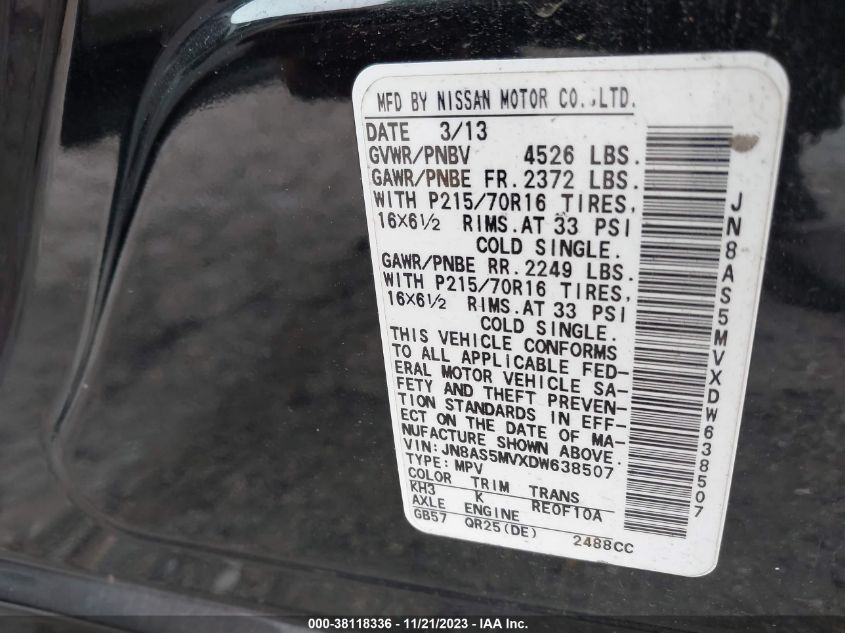 MFD BY NISSAN MOTOR CO.,LTD.
DATE 3/13
GVWR/PNBV 4526 LBS.
GAWR/PNBE FR. 2372 LBS.
WITH P215/70R16 TIRES,
16×6½ RIMS.AT 33 PSI
COLD SINGLE.
GAWR/PNBE RR. 2249 LBS.
WITH P215/70R16 TIRES,
16×6½ RIMS.AT 33 PSI
COLD SINGLE.
THIS VEHICLE CONFORMS
TO ALL APPLICABLE FED-
ERAL MOTOR VEHICLE SA-
FETY AND THEFT PREVEN-
TION STANDARDS IN EFF-
ECT ON THE DATE OF MA-
NUFACTURE SHOWN ABOVE.
VIN: JN8AS5MVXDW638507
TYPE: MPV
COLOR TRIM TRANS
KH3 K RE0F10A
AXLE ENGINE
GB57 QR25(DE) 2488CC
JN8AS5MVXDW638507
000-38118336 - 11/21/2023 - © IAA, Inc.